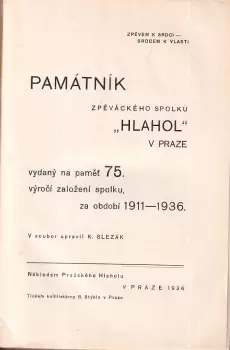 ZPĚVEM K SRDCI —
SRDCEM K VLASTI
PAMÁTNÍK
ZPĚVÁCKÉHO SPOLKU
„HLAHOL"
V PRAZE
vydaný na paměť 75.
výročí založení spolku,
za období 1911—1936.
V soubor upravil K. SLEZÁK
Nákladem Pražského Hlaholu
V PRAZE 1936
Tiskem knihtiskárny B. Brýla v Praze